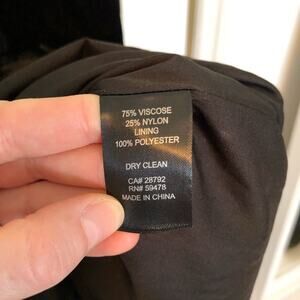 75% VISCOSE
25% NYLON
LINING
100% POLYESTER
DRY CLEAN
CA# 28792
RN# 59478
MADE IN CHINA